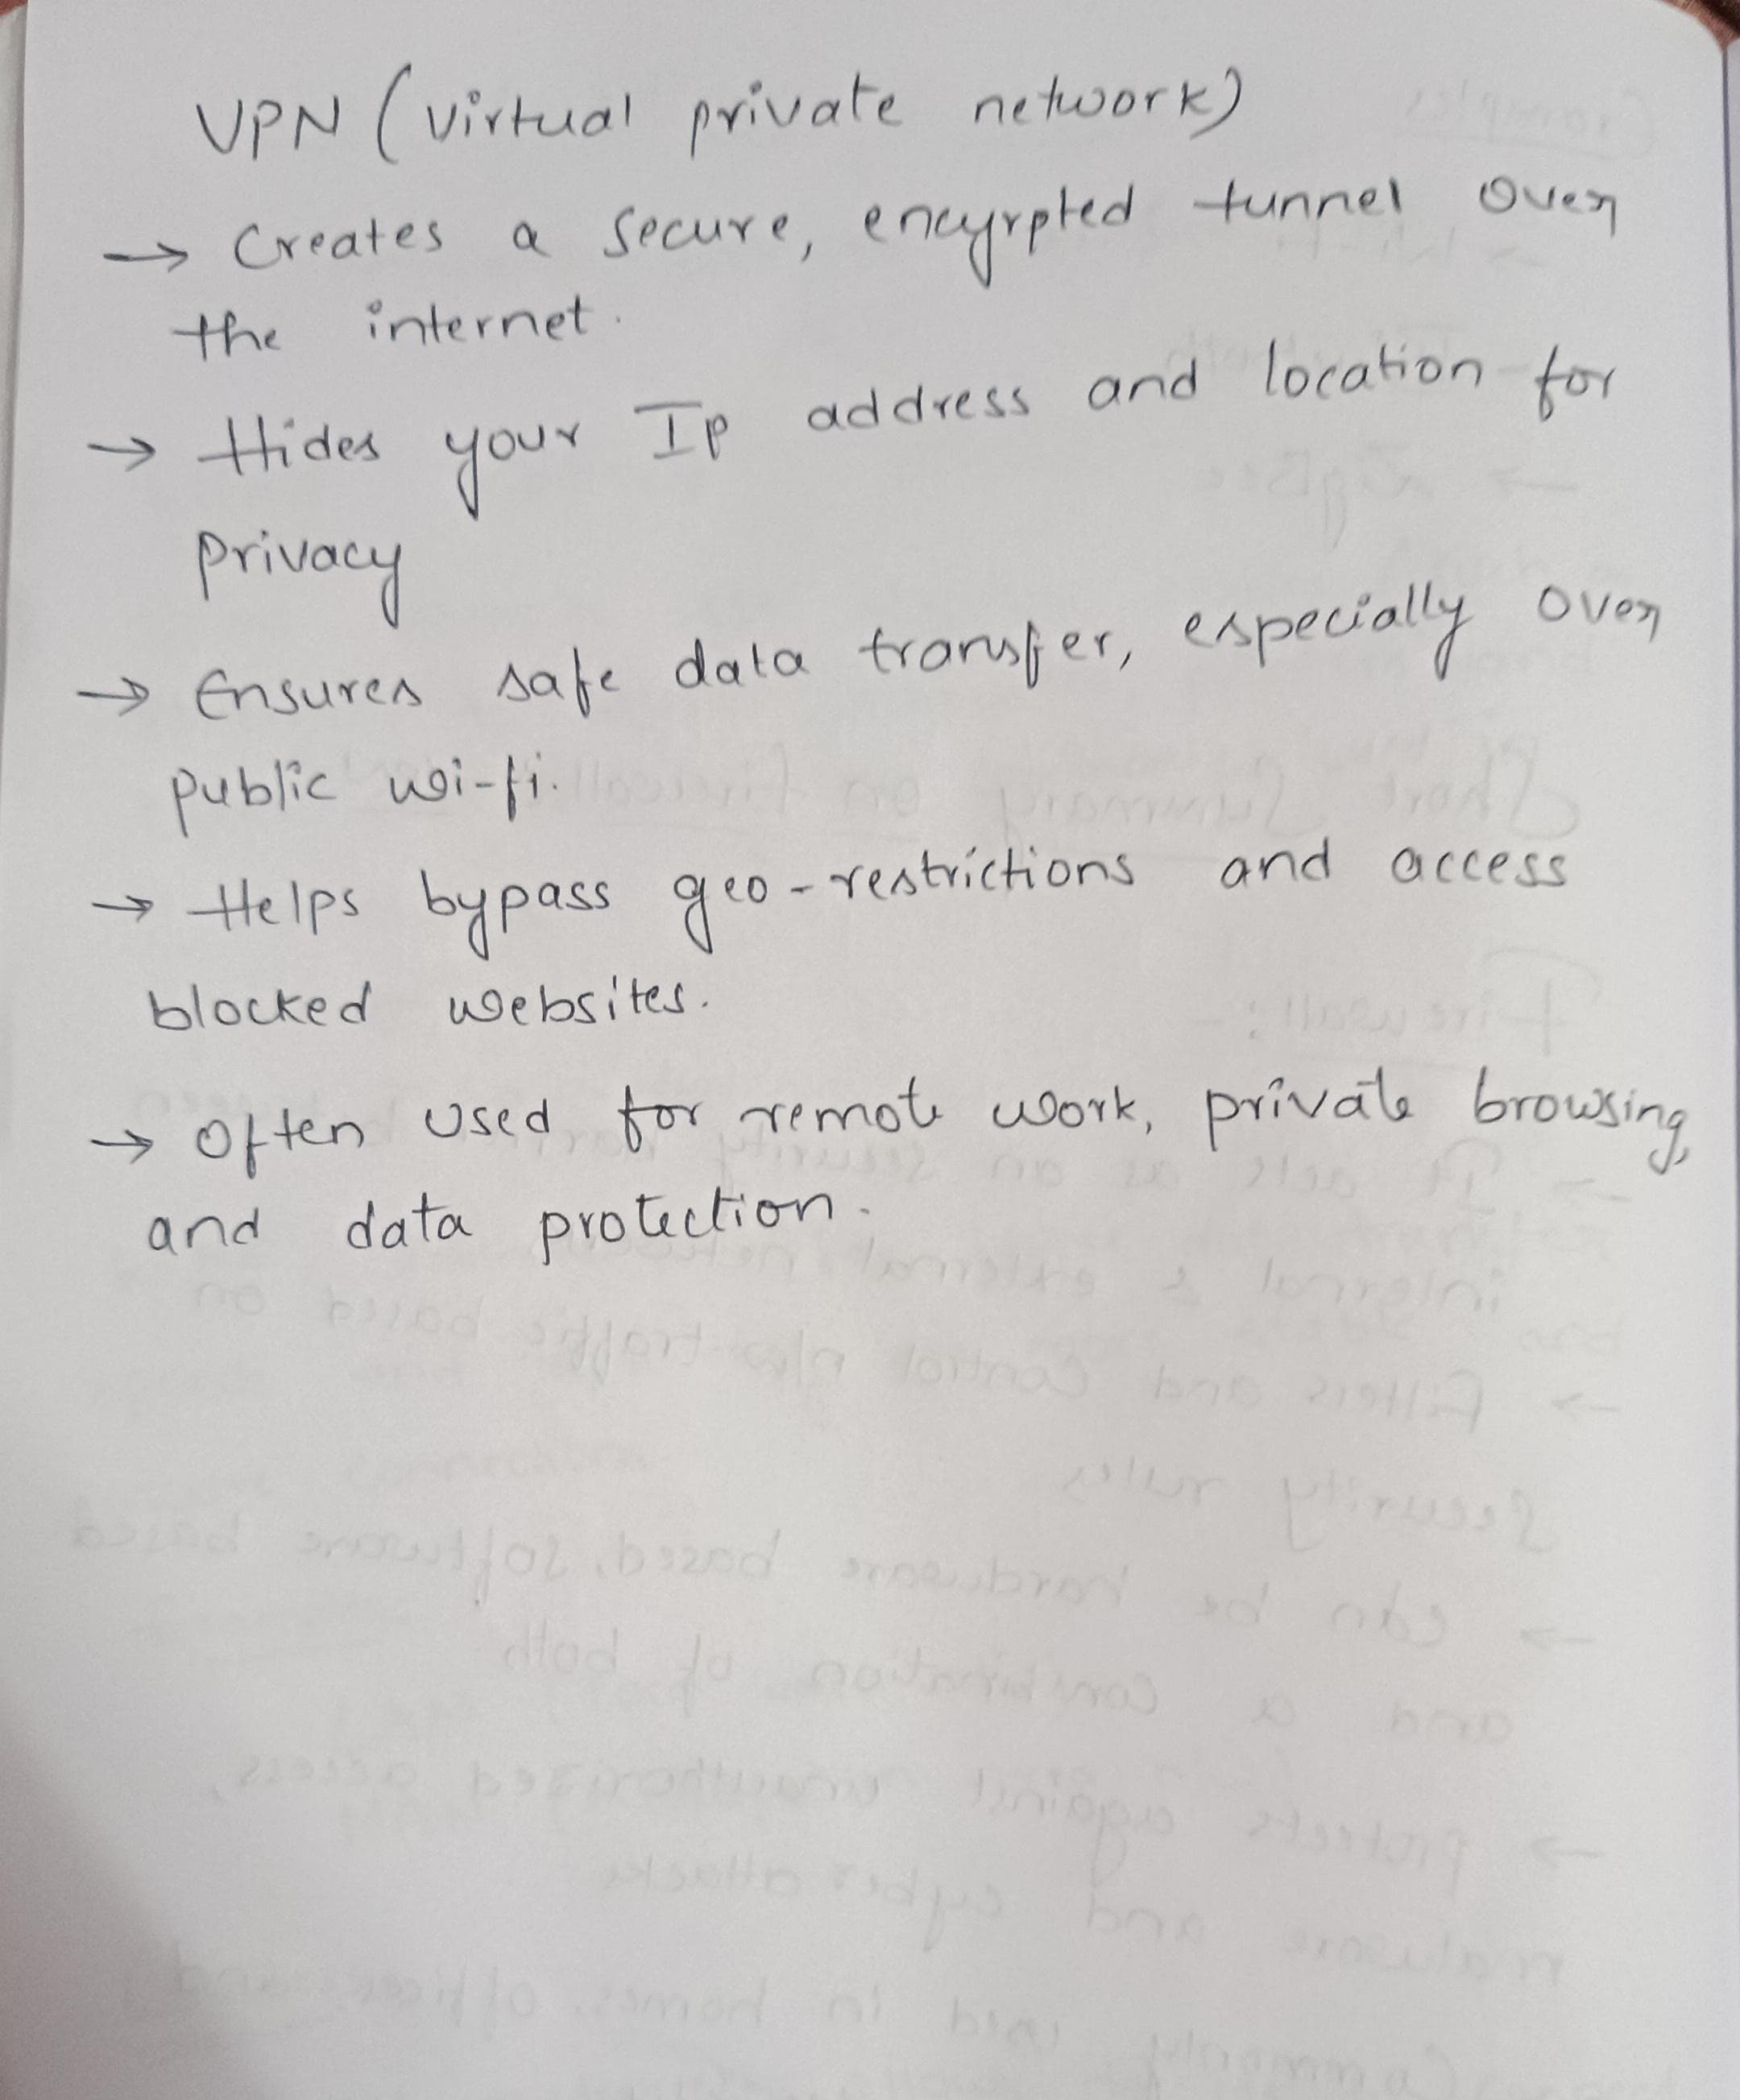 VPN (virtual private network)
→ Creates a secure, encyrpted tunnel over
the internet.
→ Hides your Ip address and location for
privacy
→ Ensures safe data transfer, especially over
public wi-fi.
→ Helps bypass geo-restrictions and access
blocked websites.
→ Often used for remote work, private browsing,
and data protection.